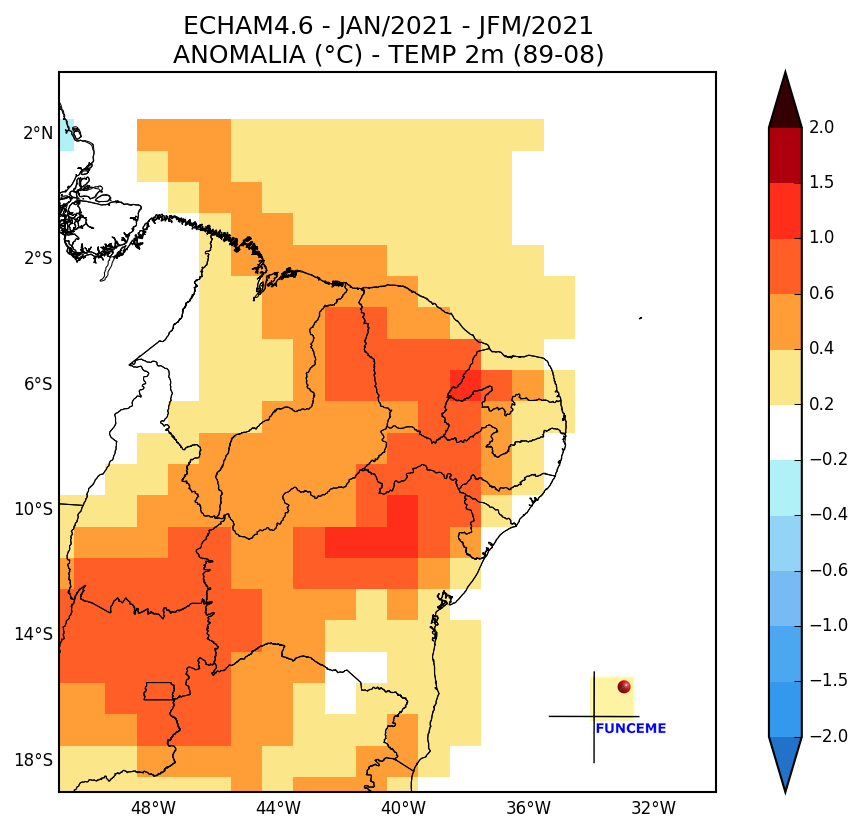 ECHAM4.6 - JAN/2021 - JFM/2021
ANOMALIA (°C) - TEMP 2m (89-08)
2°N
2°S
6°S
10°S
14°S
18°S
48°W 44°W 40°W 36°W 32°W
2.0
1.5
1.0
0.6
0.4
0.2
−0.2
−0.4
−0.6
−1.0
−1.5
−2.0
FUNCEME